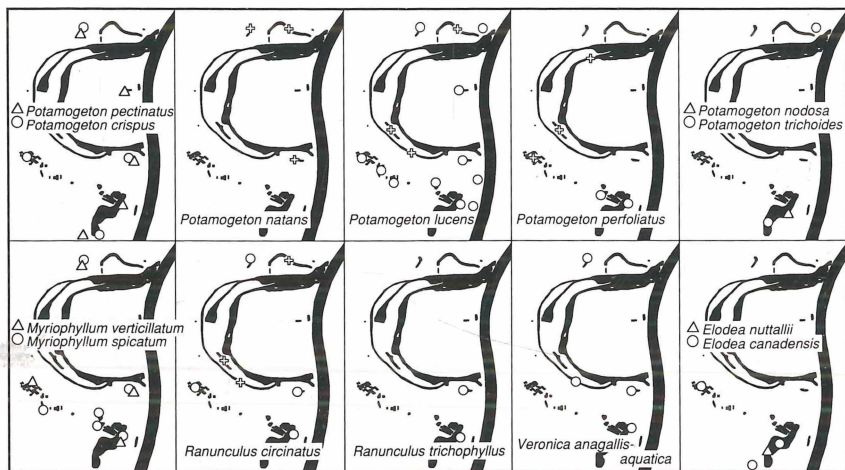 △ Potamogeton pectinatus
○ Potamogeton crispus
Potamogeton natans
Potamogeton lucens
Potamogeton perfoliatus
△ Potamogeton nodosa
○ Potamogeton trichoides
△ Myriophyllum verticillatum
○ Myriophyllum spicatum
Ranunculus circinatus
Ranunculus trichophyllus
Veronica anagallis-
aquatica
△ Elodea nuttallii
○ Elodea canadensis